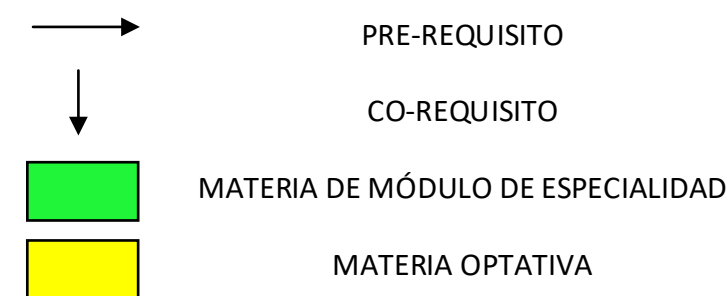 PRE-REQUISITO
CO-REQUISITO
MATERIA DE MÓDULO DE ESPECIALIDAD
MATERIA OPTATIVA